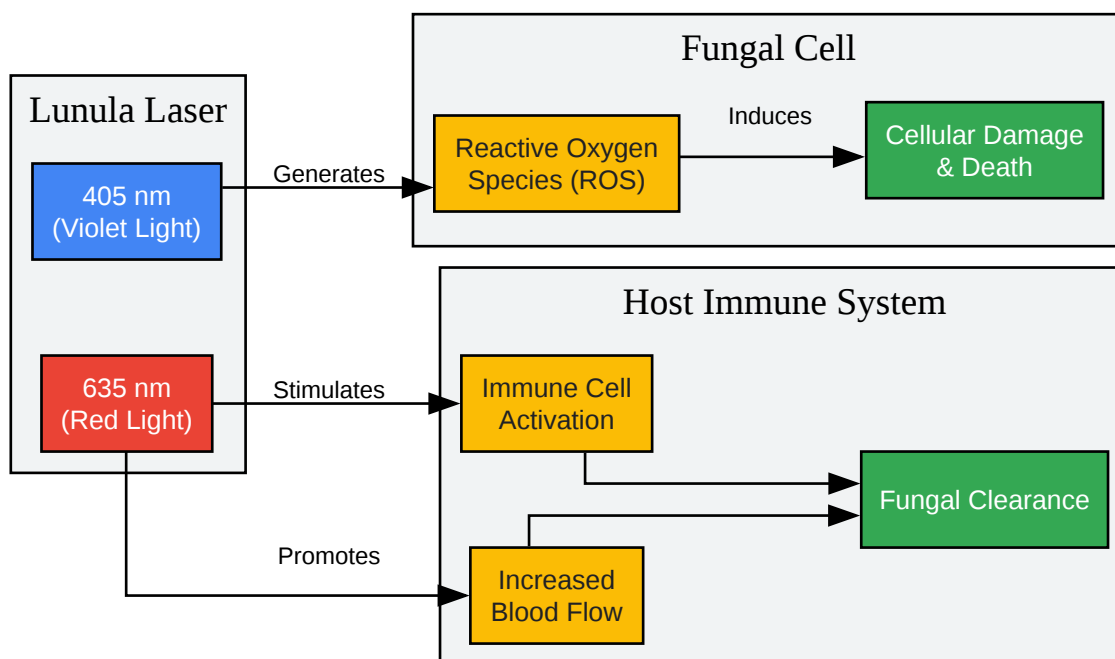 Lunula Laser
405 nm
(Violet Light)
635 nm
(Red Light)
Generates
Stimulates
Promotes
Fungal Cell
Reactive Oxygen
Species (ROS)
Induces
Cellular Damage
& Death
Host Immune System
Immune Cell
Activation
Increased
Blood Flow
Fungal Clearance